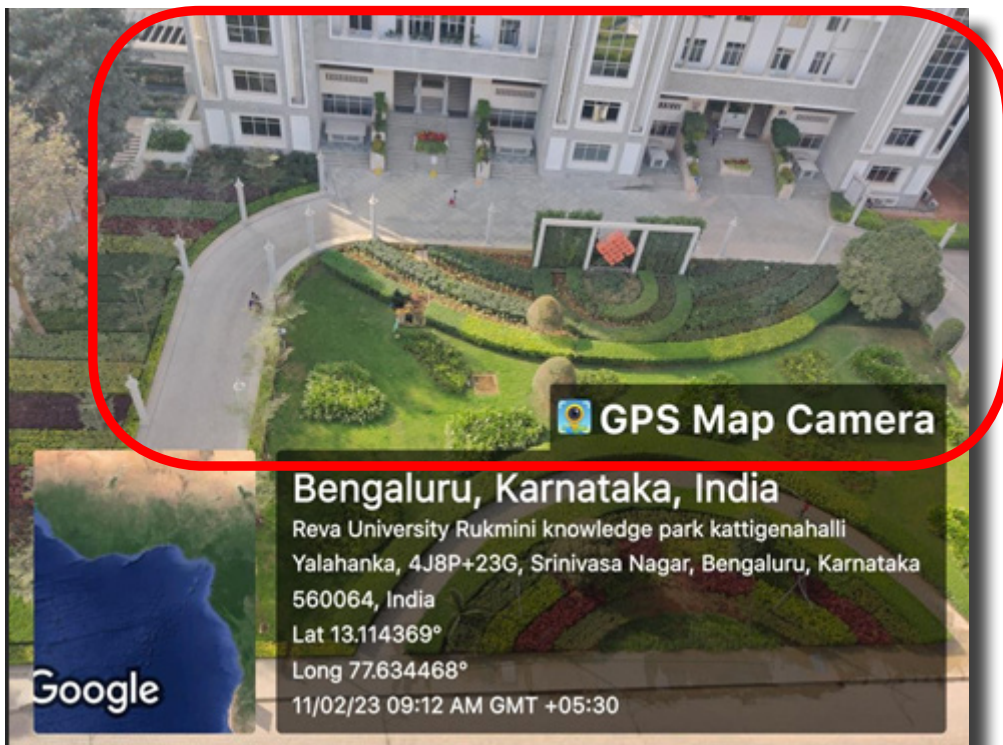 GPS Map Camera
Bengaluru, Karnataka, India
Reva University Rukmini knowledge park kattigenahalli
Yalahanka, 4J8P+23G, Srinivasa Nagar, Bengaluru, Karnataka
560064, India
Lat 13.114369°
Long 77.634468°
11/02/23 09:12 AM GMT +05:30
Google